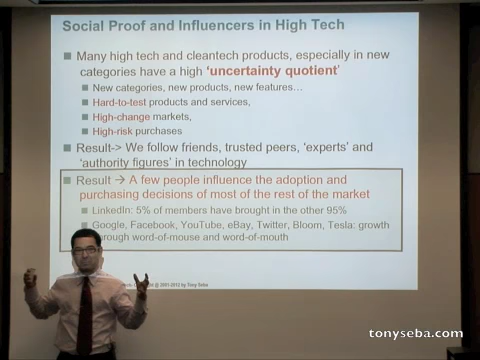 Social Proof and Influencers in High Tech
Many high tech and cleantech products, especially in new
categories have a high 'uncertainty quotient'
New categories, new products, new features…
Hard-to-test products and services,
High-change markets,
High-risk purchases
Result-> We follow friends, trusted peers, 'experts' and
'authority figures' in technology
Result → A few people influence the adoption and
purchasing decisions of most of the rest of the market
LinkedIn: 5% of members have brought in the other 95%
Google, Facebook, YouTube, eBay, Twitter, Bloom, Tesla: growth
through word-of-mouse and word-of-mouth
@ 2001-2012 by Tony Seba
tonyseba.com